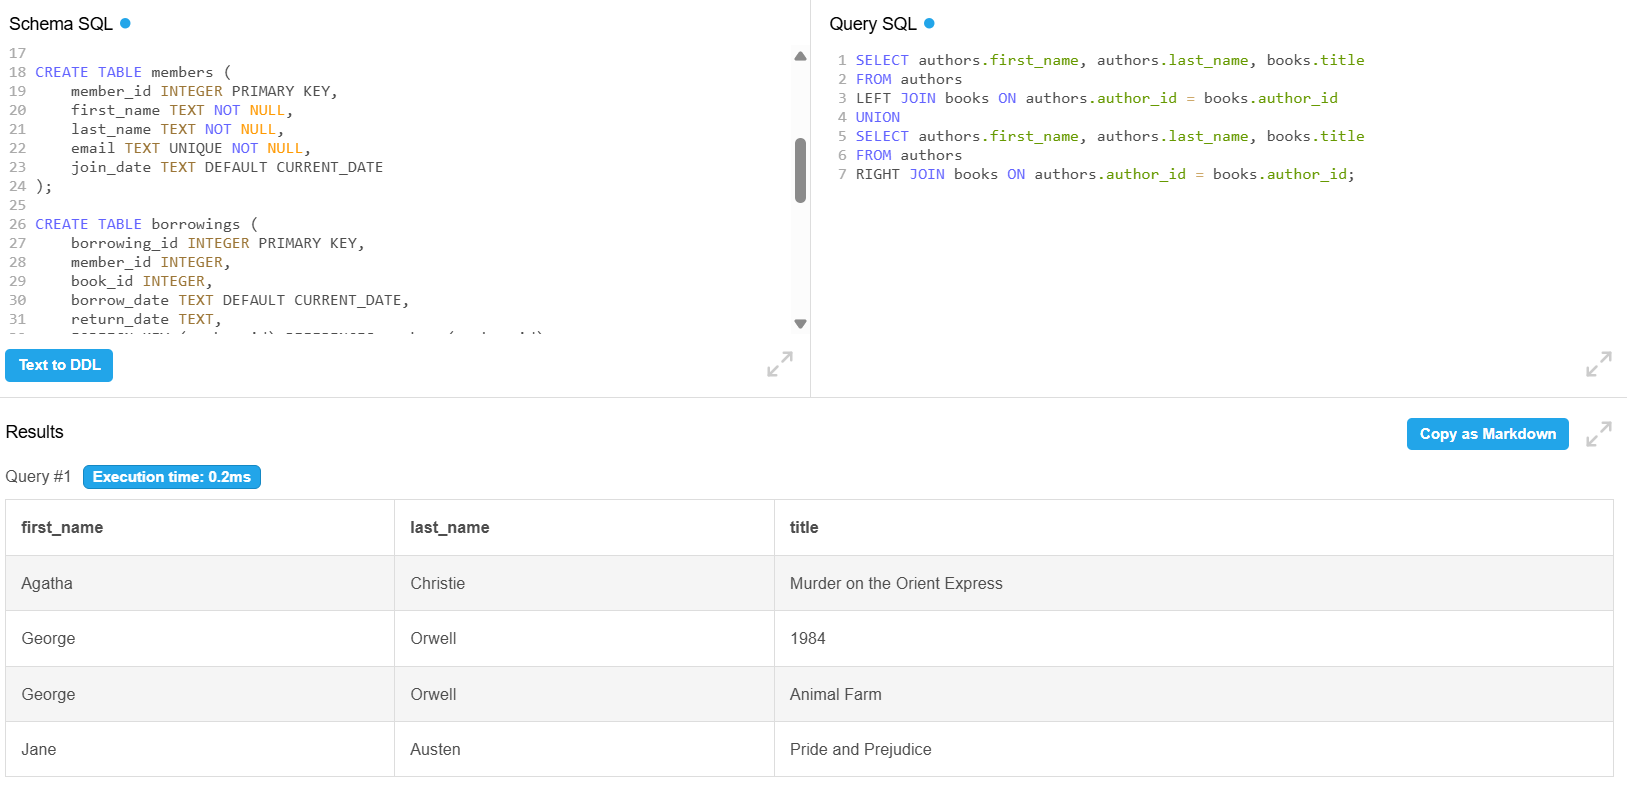 Schema SQL
17
18 CREATE TABLE members (
19     member_id INTEGER PRIMARY KEY,
20     first_name TEXT NOT NULL,
21     last_name TEXT NOT NULL,
22     email TEXT UNIQUE NOT NULL,
23     join_date TEXT DEFAULT CURRENT_DATE
24 );
25
26 CREATE TABLE borrowings (
27     borrowing_id INTEGER PRIMARY KEY,
28     member_id INTEGER,
29     book_id INTEGER,
30     borrow_date TEXT DEFAULT CURRENT_DATE,
31     return_date TEXT,
Text to DDL
Query SQL
1 SELECT authors.first_name, authors.last_name, books.title
2 FROM authors
3 LEFT JOIN books ON authors.author_id = books.author_id
4 UNION
5 SELECT authors.first_name, authors.last_name, books.title
6 FROM authors
7 RIGHT JOIN books ON authors.author_id = books.author_id;
Results
Copy as Markdown
Query #1 Execution time: 0.2ms
first_name last_name title
Agatha Christie Murder on the Orient Express
George Orwell 1984
George Orwell Animal Farm
Jane Austen Pride and Prejudice